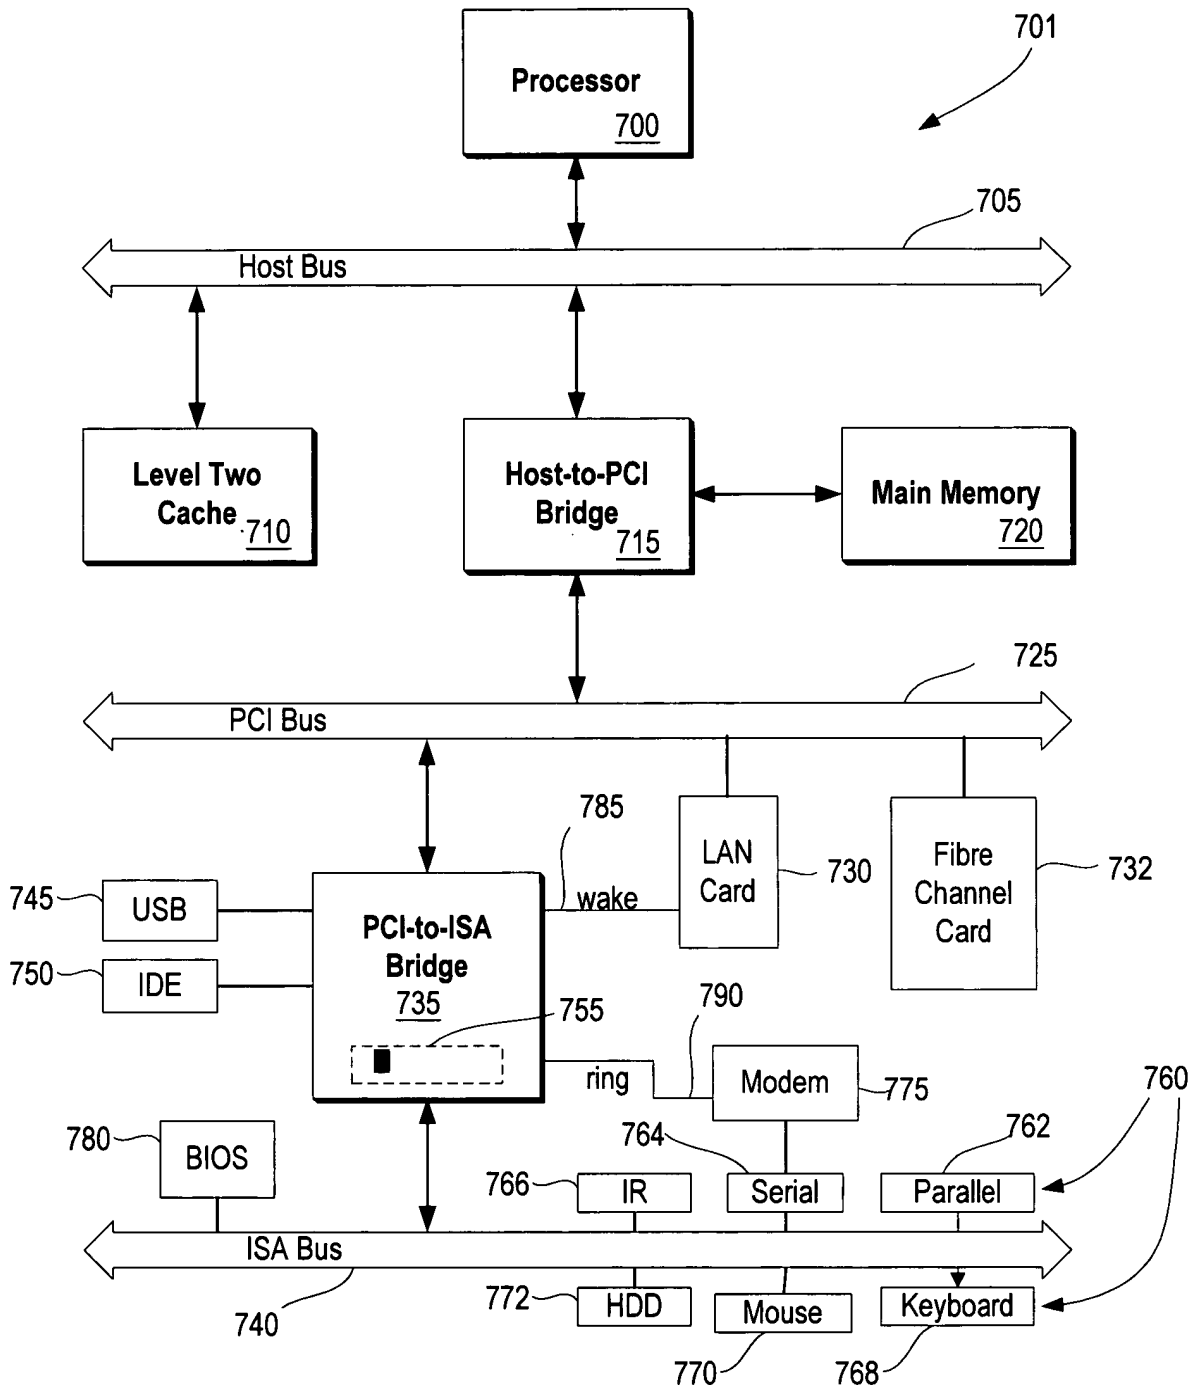 701
Processor
700
705
Host Bus
Level Two
Cache
710
Host-to-PCI
Bridge
715
Main Memory
720
725
PCI Bus
785
LAN
Card
730
Fibre
Channel
Card
732
745
USB
wake
PCI-to-ISA
Bridge
735
750
IDE
755
790
ring
Modem
775
760
780
BIOS
764
762
766
IR
Serial
Parallel
ISA Bus
740
772
HDD
Mouse
Keyboard
770
768